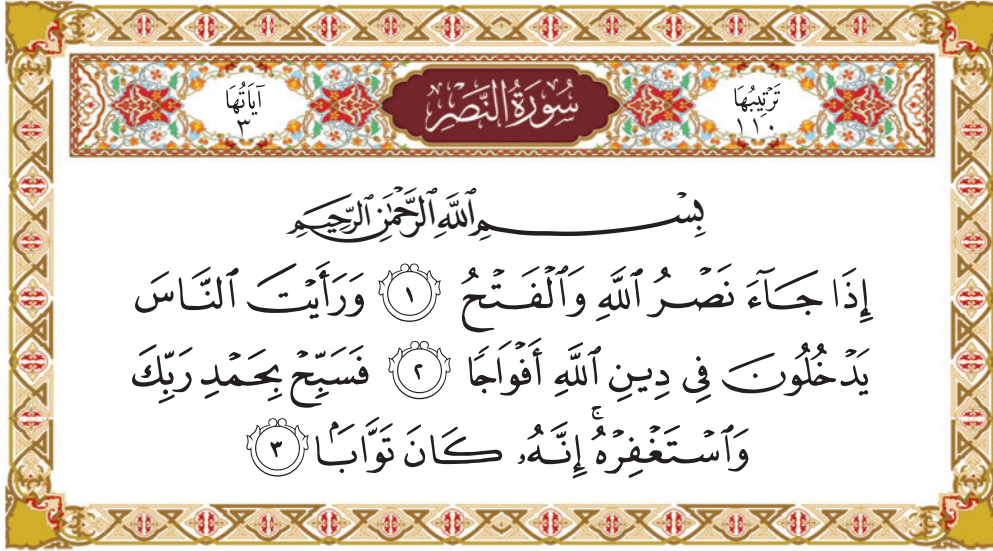 تَرْتِيبُهَا ١١٠ سُورَةُ النَّصْرِ آيَاتُهَا ٣
بِسْمِ ٱللَّهِ ٱلرَّحْمَٰنِ ٱلرَّحِيمِ
إِذَا جَآءَ نَصْرُ ٱللَّهِ وَٱلْفَتْحُ ١ وَرَأَيْتَ ٱلنَّاسَ
يَدْخُلُونَ فِى دِينِ ٱللَّهِ أَفْوَاجًا ٢ فَسَبِّحْ بِحَمْدِ رَبِّكَ
وَٱسْتَغْفِرْهُ ۚ إِنَّهُۥ كَانَ تَوَّابَۢا ٣